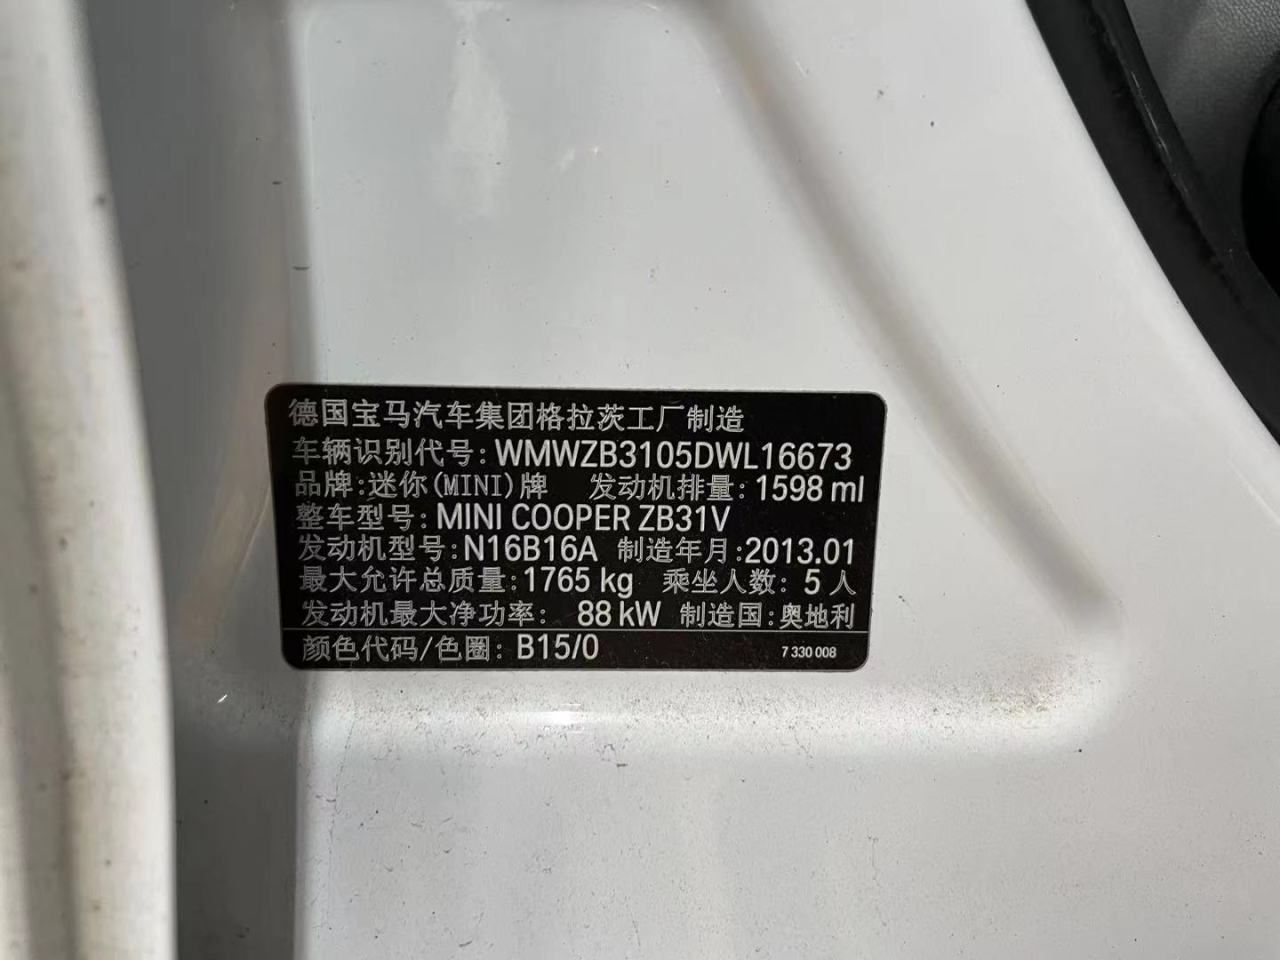 德国宝马汽车集团格拉茨工厂制造
车辆识别代号: WMWZB3105DWL16673
品牌:迷你(MINI)牌 发动机排量: 1598 ml
整车型号: MINI COOPER ZB31V
发动机型号: N16B16A 制造年月: 2013.01
最大允许总质量: 1765 kg 乘坐人数: 5 人
发动机最大净功率: 88 kW 制造国: 奥地利
颜色代码/色圈: B15/0 7 330 008